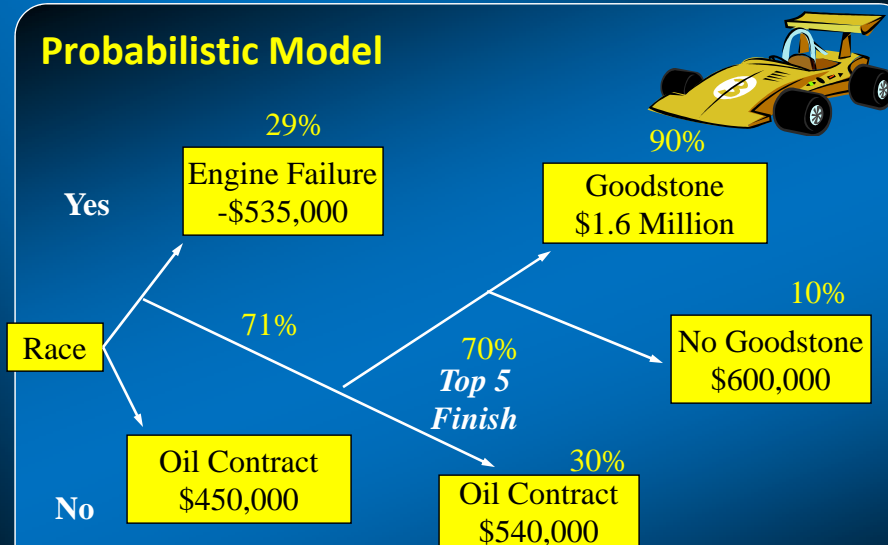 Probabilistic Model
29%
Engine Failure
-$535,000
Yes
90%
Goodstone
$1.6 Million
Race
71%
70%
Top 5
Finish
10%
No Goodstone
$600,000
Oil Contract
$450,000
No
30%
Oil Contract
$540,000